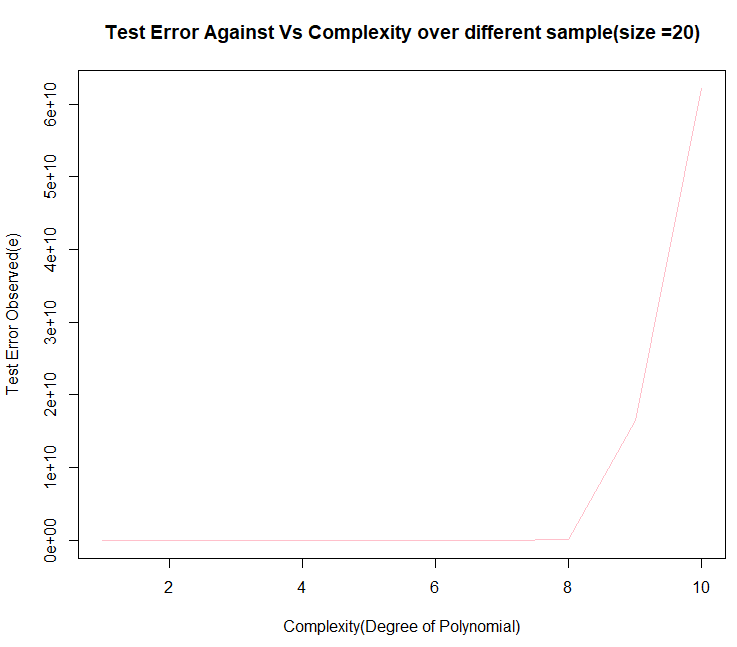 Test Error Against Vs Complexity over different sample(size =20)
Test Error Observed(e)
6e+10
5e+10
4e+10
3e+10
2e+10
1e+10
0e+00
2 4 6 8 10
Complexity(Degree of Polynomial)